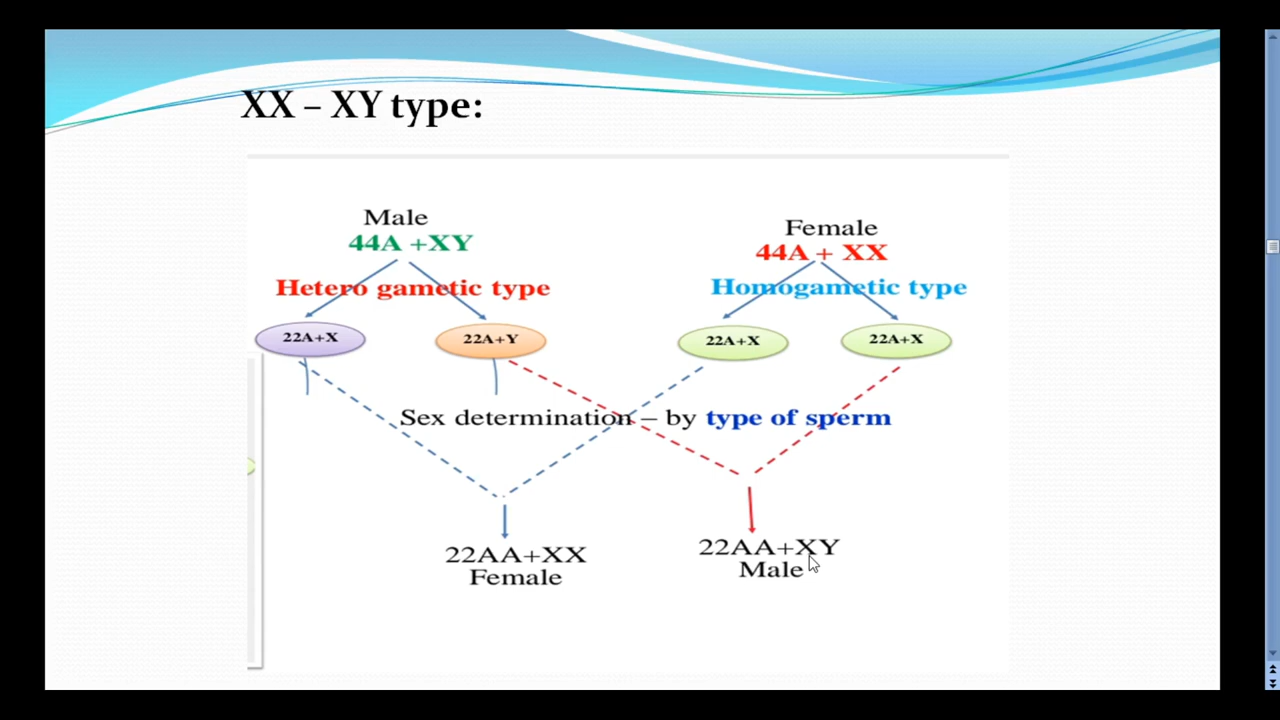 XX – XY type:
Male
44A +XY
Hetero gametic type
22A+X
22A+Y
Female
44A + XX
Homogametic type
22A+X
22A+X
Sex determination – by type of sperm
22AA+XX
Female
22AA+XY
Male